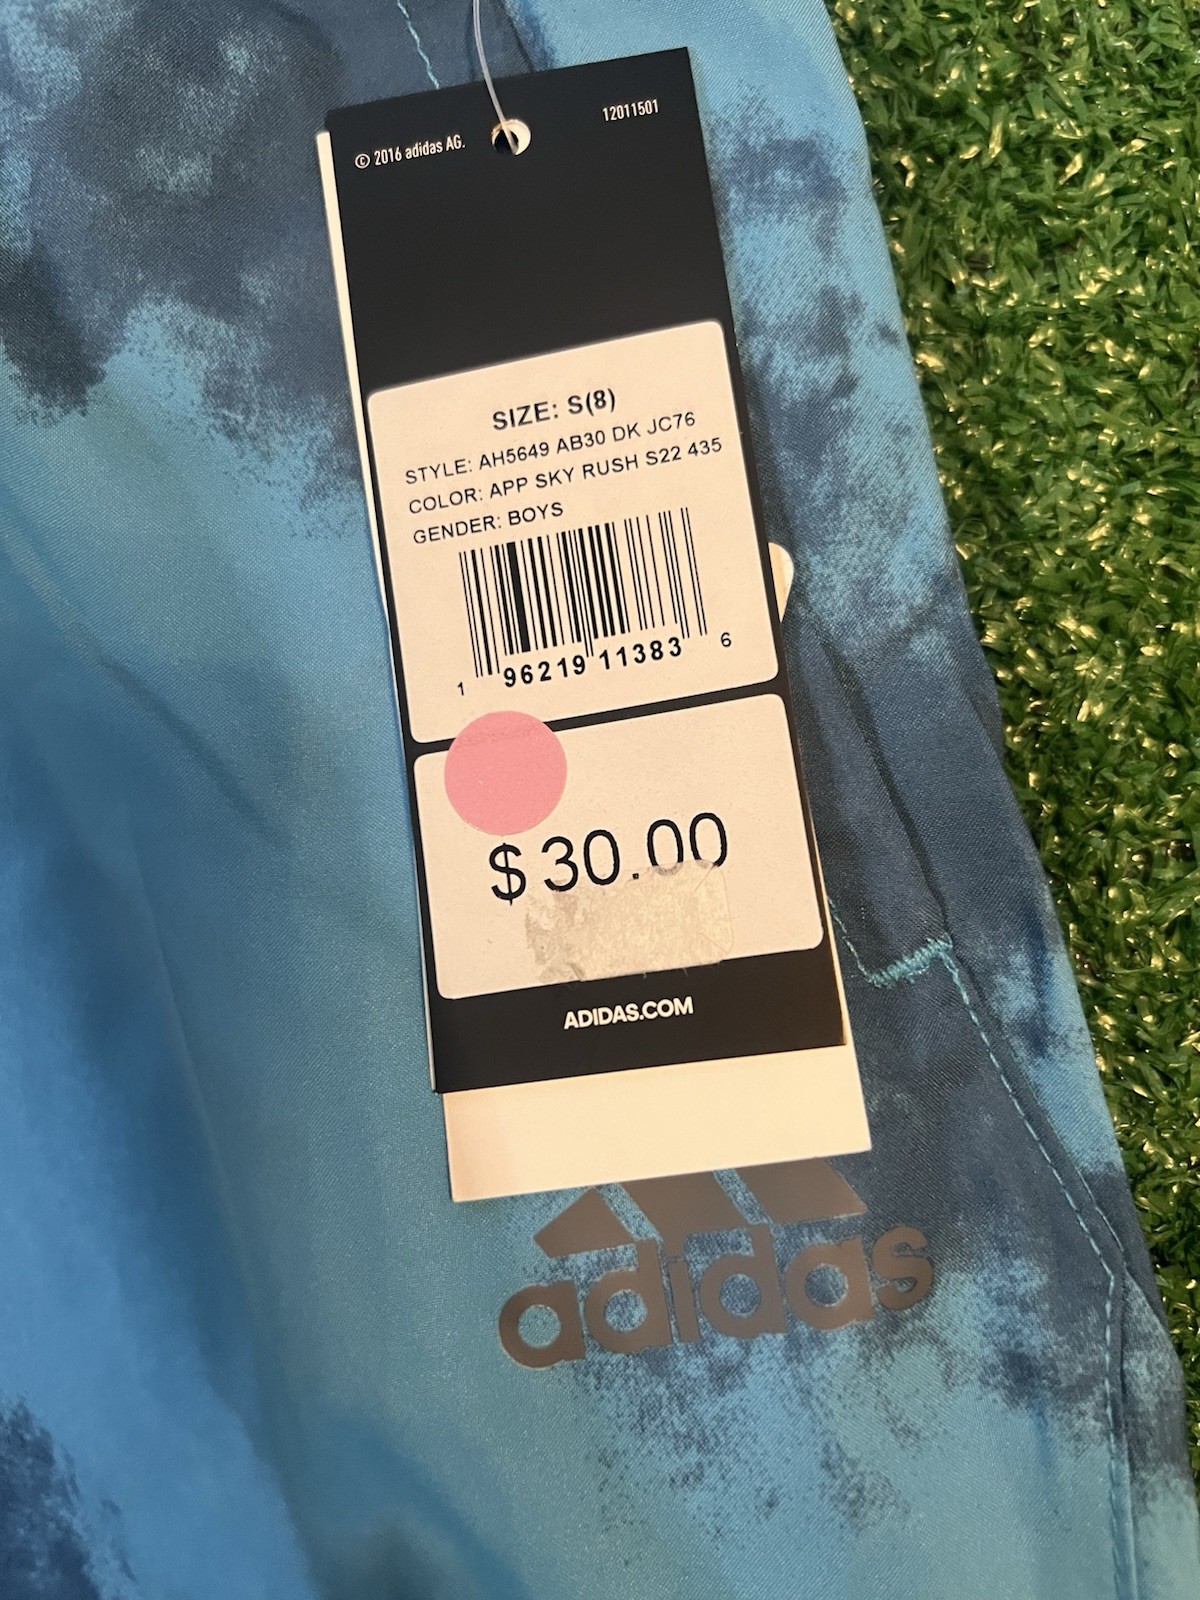 © 2016 adidas AG.
12011501
SIZE: S(8)
STYLE: AH5649 AB30 DK JC76
COLOR: APP SKY RUSH S22 435
GENDER: BOYS
1 96219 11383 6
$30.00
ADIDAS.COM
adidas